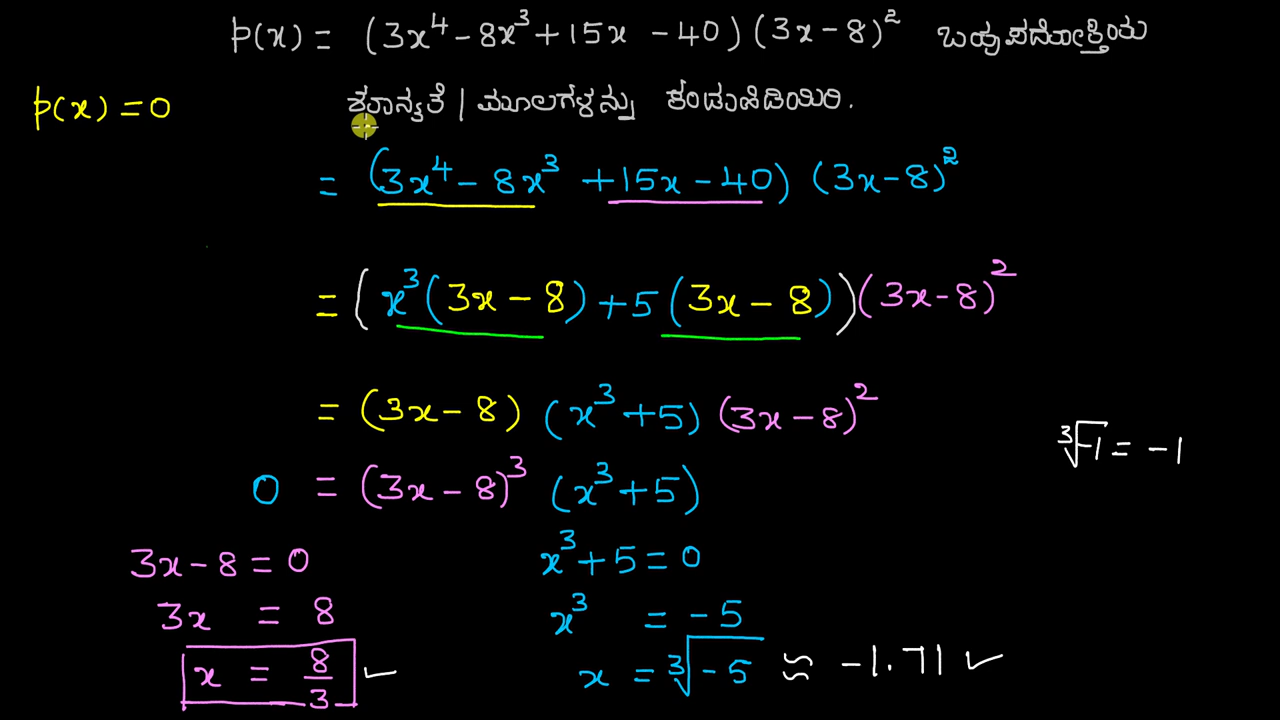 p(x) = (3x⁴ - 8x³ + 15x - 40) (3x - 8)² ಬಹುಪದೋಕ್ತಿಯ
p(x) = 0 ಶೂನ್ಯತೆ / ಮೂಲಗಳನ್ನು ಕಂಡುಹಿಡಿಯಿರಿ.
= (3x⁴ - 8x³ + 15x - 40) (3x - 8)²
= (x³(3x - 8) + 5(3x - 8))(3x - 8)²
= (3x - 8) (x³ + 5) (3x - 8)²
∛-1 = -1
0 = (3x - 8)³ (x³ + 5)
3x - 8 = 0 x³ + 5 = 0
3x = 8 x³ = -5
x = 8/3 ✓ x = ∛-5 ≈ -1.71 ✓